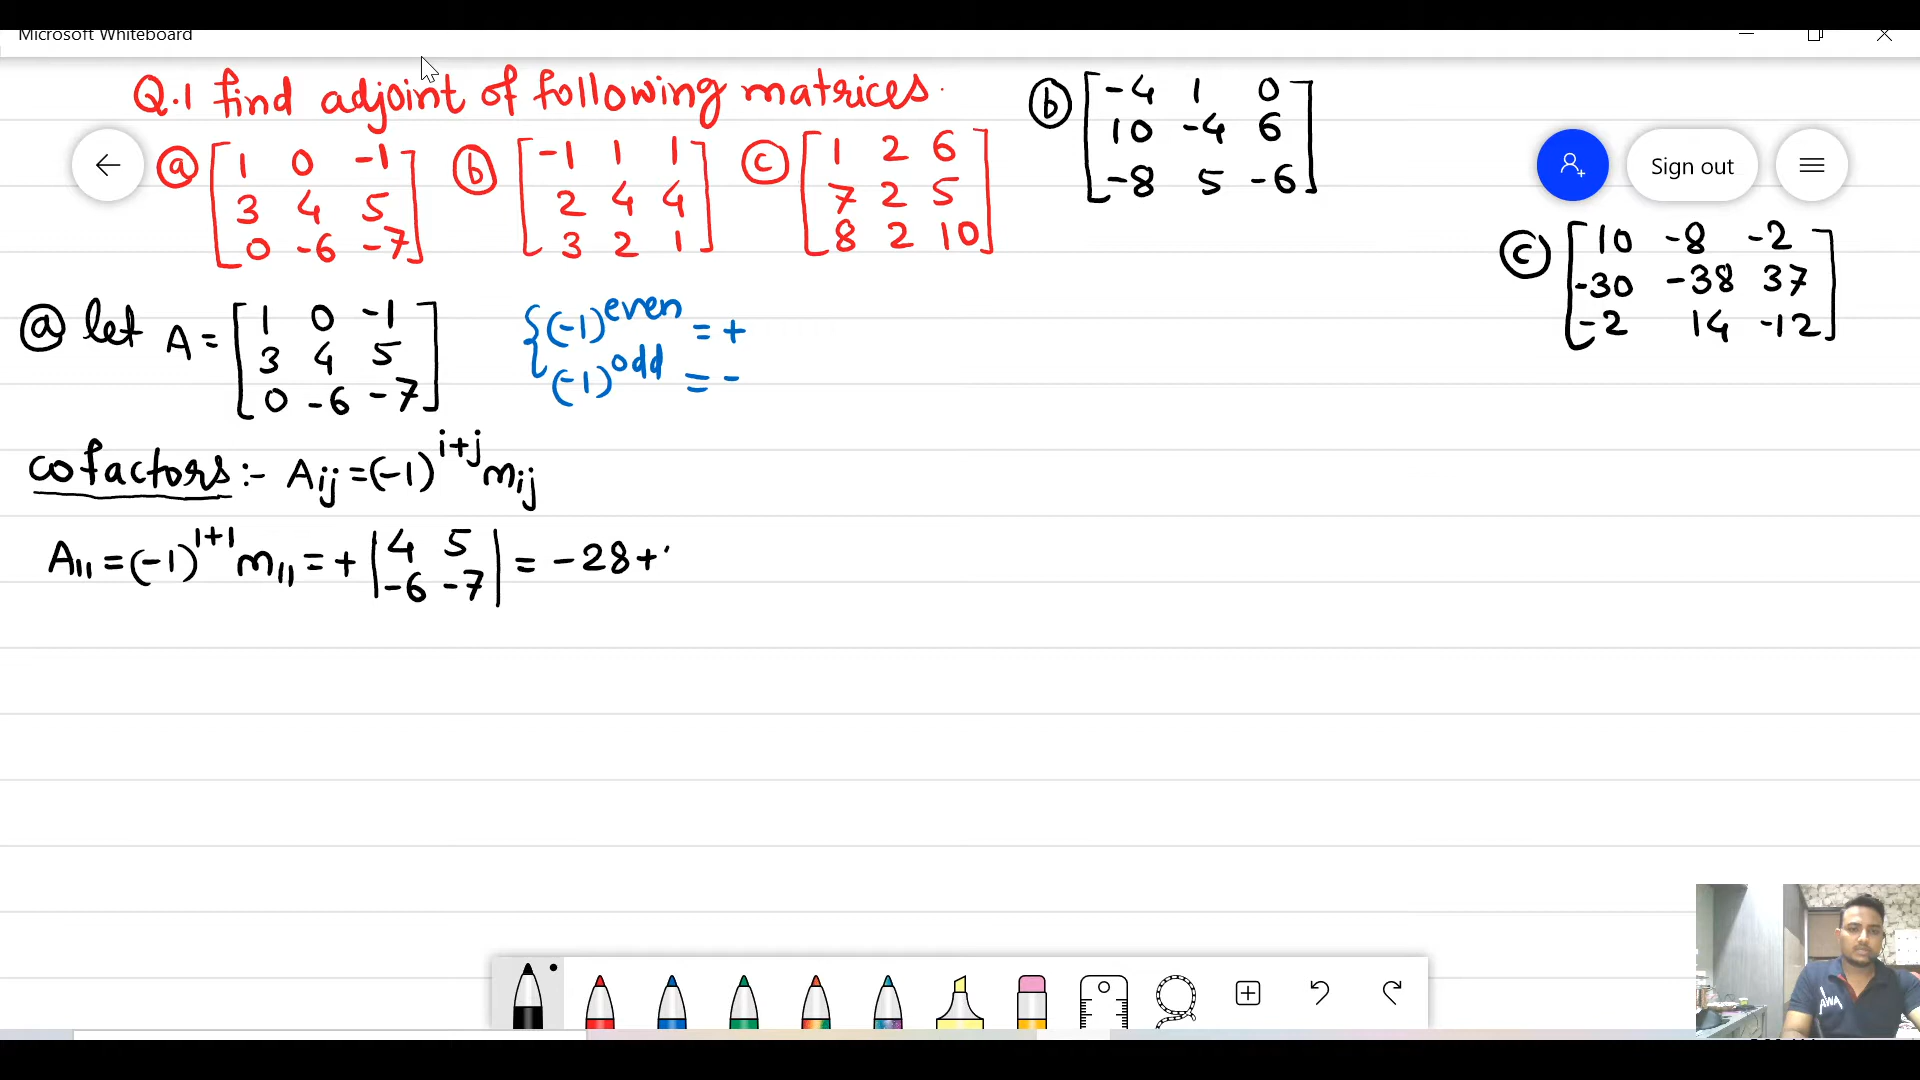 Microsoft Whiteboard
Q.1 find adjoint of following matrices.
(a) [1 0 -1
3 4 5
0 -6 -7]
(b) [-1 1 1
2 4 4
3 2 1]
(c) [1 2 6
7 2 5
8 2 10]
(b) [-4 1 0
10 -4 6
-8 5 -6]
Sign out
(c) [10 -8 -2
-30 -38 37
-2 14 -12]
(a) let A = [1 0 -1
3 4 5
0 -6 -7]
{(-1)^even = +
(-1)^odd = -
cofactors :- Aij = (-1)^i+j mij
A11 = (-1)^1+1 m11 = + |4 5
-6 -7| = -28+
AWA